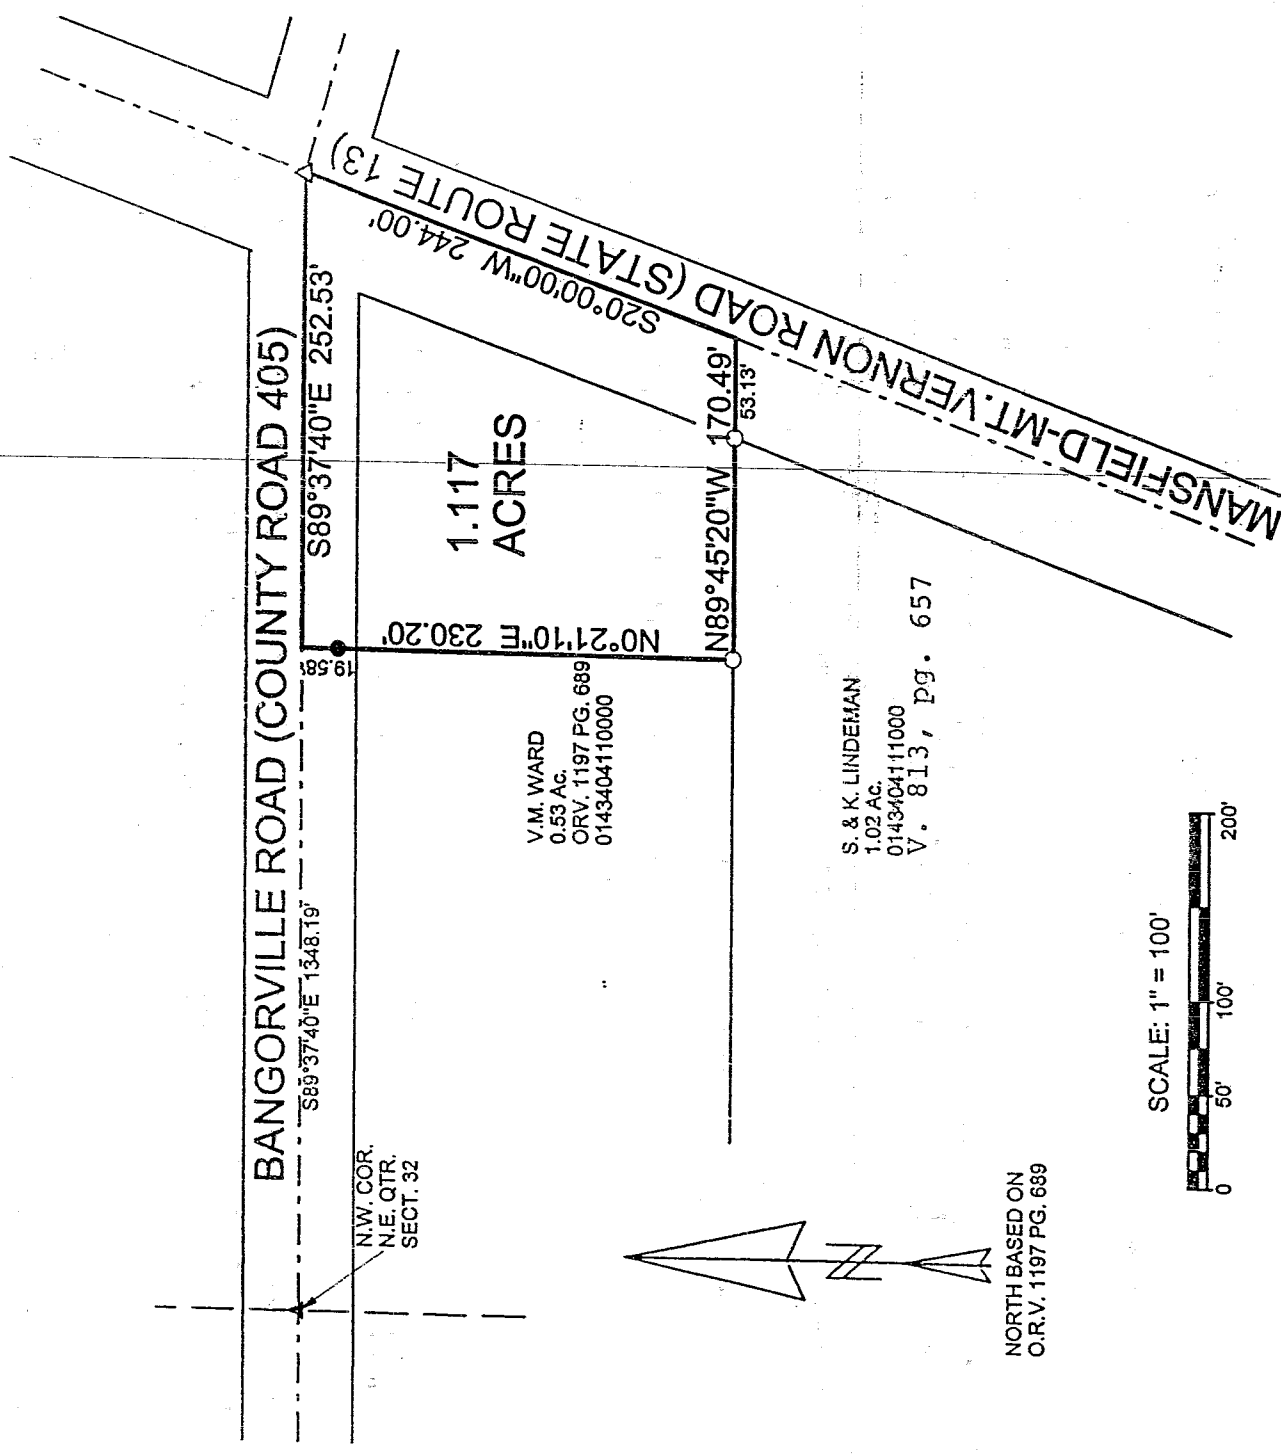 BANGORVILLE ROAD (COUNTY ROAD 405)
S89°37'40"E 1348.19'
S89°37'40"E 252.53'
N.W. COR.
N.E. QTR.
SECT. 32
19.58'
N0°21'10"E 230.20'
1.117
ACRES
S20°00'00"W 244.00'
MANSFIELD-MT. VERNON ROAD (STATE ROUTE 13)
N89°45'20"W 170.49'
53.13'
V.M. WARD
0.53 Ac.
ORV. 1197 PG. 689
0143404110000
S. & K. LINDEMAN
1.02 Ac.
0143404111000
V. 813, pg. 657
NORTH BASED ON
O.R.V. 1197 PG. 689
SCALE: 1" = 100'
0 50' 100' 200'